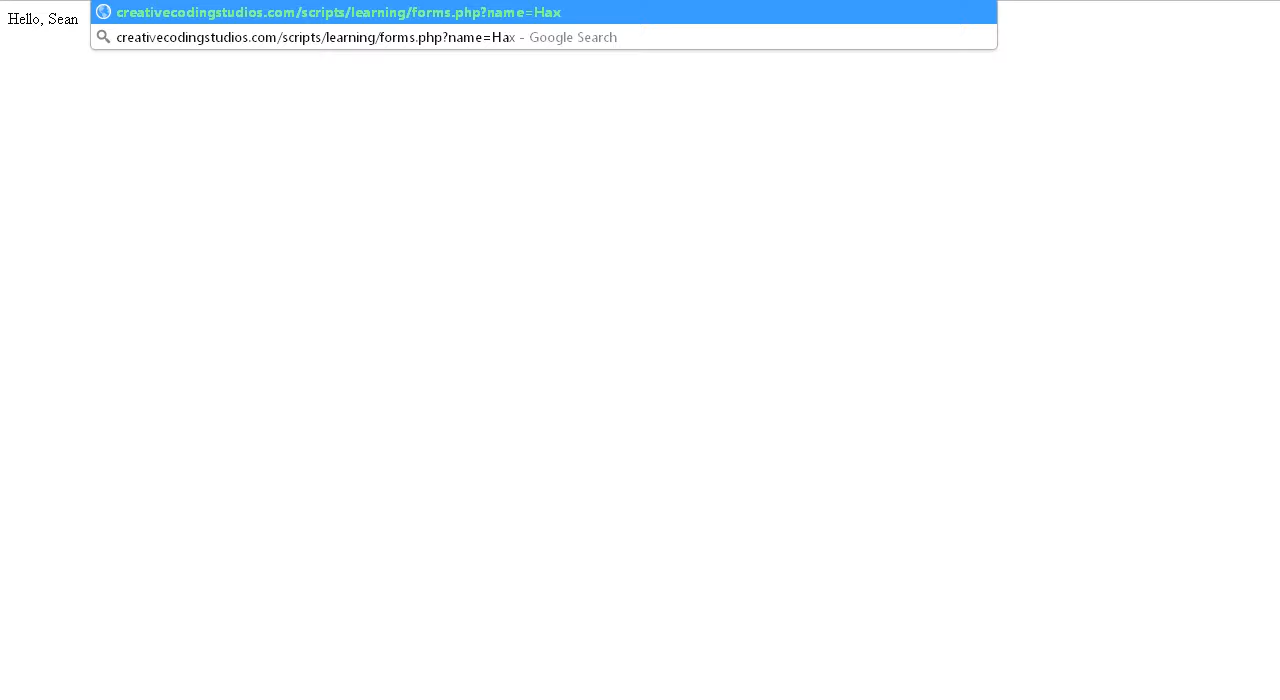 Hello, Sean
creativecodingstudios.com/scripts/learning/forms.php?name=Hax
creativecodingstudios.com/scripts/learning/forms.php?name=Hax - Google Search